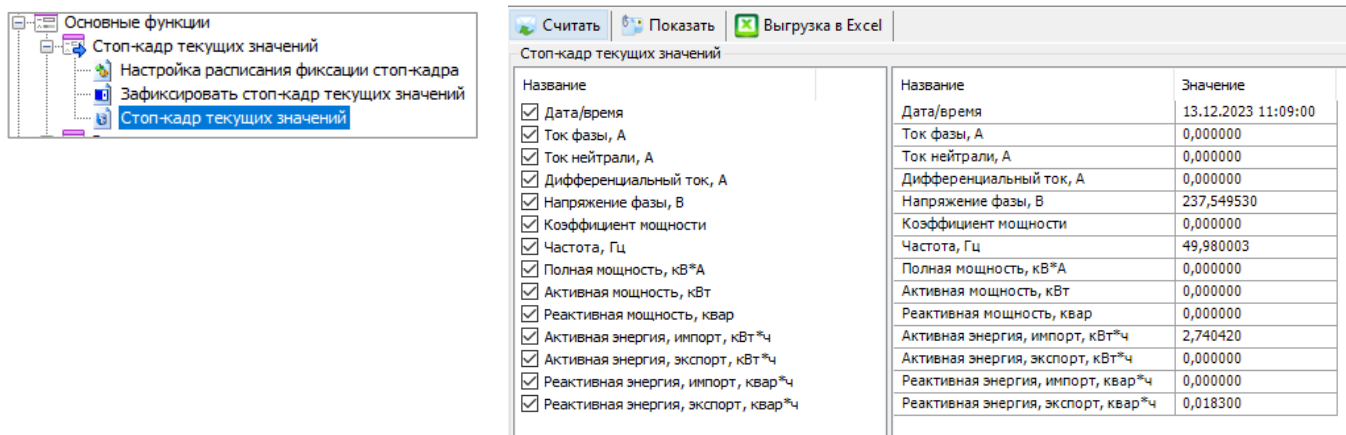 Основные функции
Стоп-кадр текущих значений
Настройка расписания фиксации стоп-кадра
Зафиксировать стоп-кадр текущих значений
Стоп-кадр текущих значений
Считать Показать Выгрузка в Excel
Стоп-кадр текущих значений
Название
Дата/время
Ток фазы, А
Ток нейтрали, А
Дифференциальный ток, А
Напряжение фазы, В
Коэффициент мощности
Частота, Гц
Полная мощность, кВ*А
Активная мощность, кВт
Реактивная мощность, квар
Активная энергия, импорт, кВт*ч
Активная энергия, экспорт, кВт*ч
Реактивная энергия, импорт, квар*ч
Реактивная энергия, экспорт, квар*ч
Название Значение
Дата/время 13.12.2023 11:09:00
Ток фазы, А 0,000000
Ток нейтрали, А 0,000000
Дифференциальный ток, А 0,000000
Напряжение фазы, В 237,549530
Коэффициент мощности 0,000000
Частота, Гц 49,980003
Полная мощность, кВ*А 0,000000
Активная мощность, кВт 0,000000
Реактивная мощность, квар 0,000000
Активная энергия, импорт, кВт*ч 2,740420
Активная энергия, экспорт, кВт*ч 0,000000
Реактивная энергия, импорт, квар*ч 0,000000
Реактивная энергия, экспорт, квар*ч 0,018300